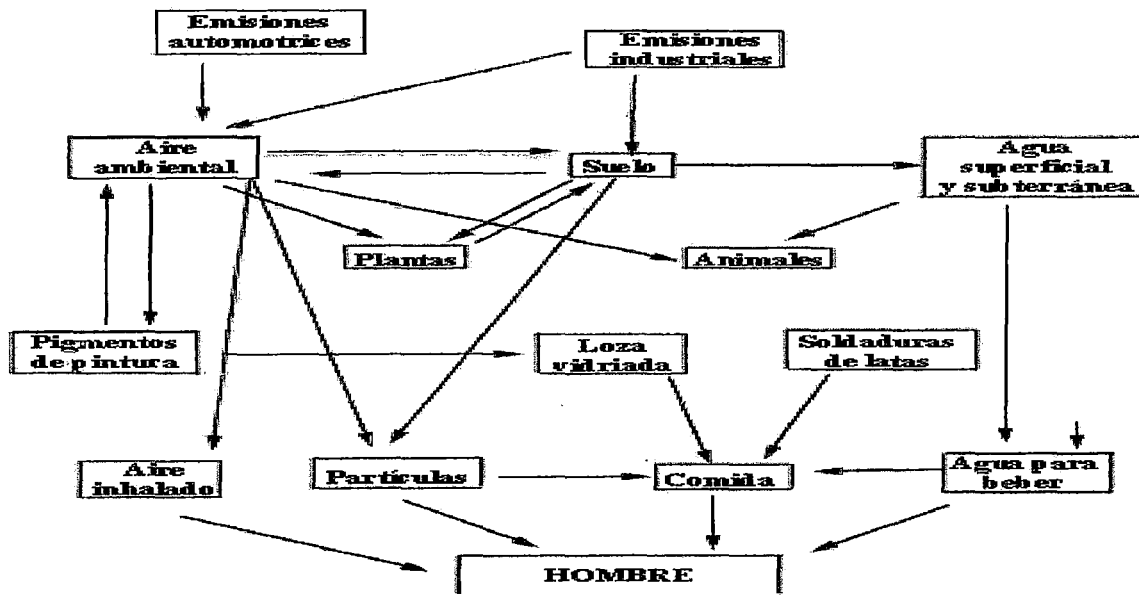 Emisiones
automotrices
Emisiones
industriales
Aire
ambiental
Suelo
Agua
superficial
y subterránea
Plantas
Animales
Pigmentos
de pintura
Loza
vidriada
Soldaduras
de latas
Aire
inhalado
Partículas
Comida
Agua para
beber
HOMBRE